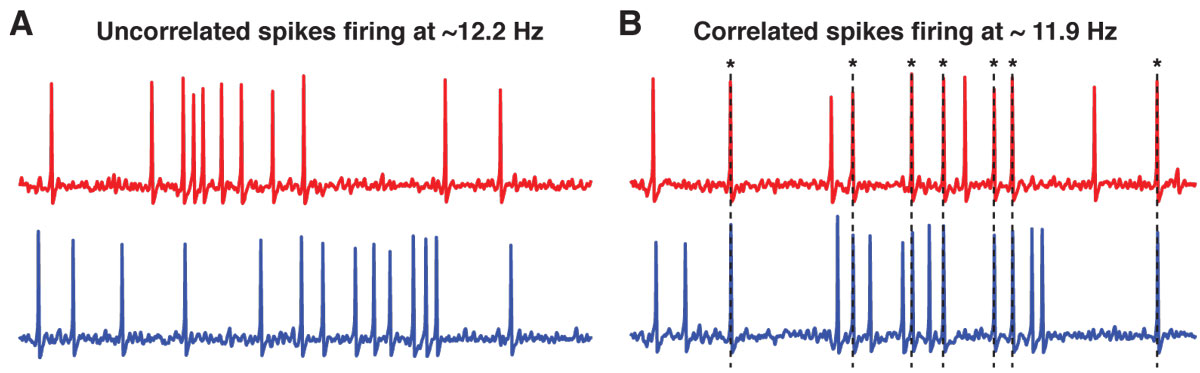 A Uncorrelated spikes firing at ~12.2 Hz
B Correlated spikes firing at ~ 11.9 Hz
* * * * * * *